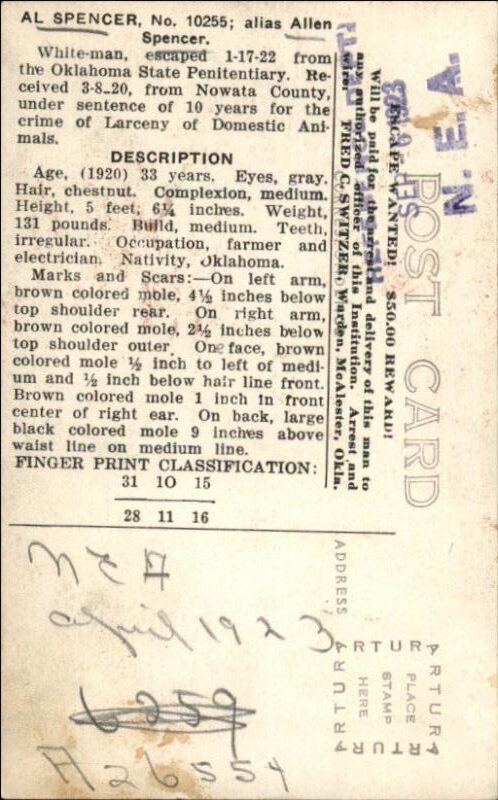 AL SPENCER, No. 10255; alias Allen
Spencer.
White-man, escaped 1-17-22 from
the Oklahoma State Penitentiary. Re-
ceived 3-8-20, from Nowata County,
under sentence of 10 years for the
crime of Larceny of Domestic Ani-
mals.
DESCRIPTION
Age, (1920) 33 years. Eyes, gray.
Hair, chestnut. Complexion, medium.
Height, 5 feet, 6¼ inches. Weight,
131 pounds. Build, medium. Teeth,
irregular. Occupation, farmer and
electrician. Nativity, Oklahoma.
Marks and Scars:—On left arm,
brown colored mole, 4½ inches below
top shoulder rear. On right arm,
brown colored mole, 2½ inches below
top shoulder outer. One face, brown
colored mole ½ inch to left of medi-
um and ½ inch below hair line front.
Brown colored mole 1 inch in front
center of right ear. On back, large
black colored mole 9 inches above
waist line on medium line.
FINGER PRINT CLASSIFICATION:
31 10 15
28 11 16
ESCAPE WANTED! $50.00 REWARD!
Will be paid for the arrest and delivery of this man to
any authorized officer of this Institution. Arrest and
wire: FRED C. SWITZER, Warden, McAlester, Okla.
N.E.A.
POST CARD
ADDRESS
ARTURA
PLACE
STAMP
HERE
ARTURA
ARTURA
ARTURA
NEA
April 1923
6259
A26554